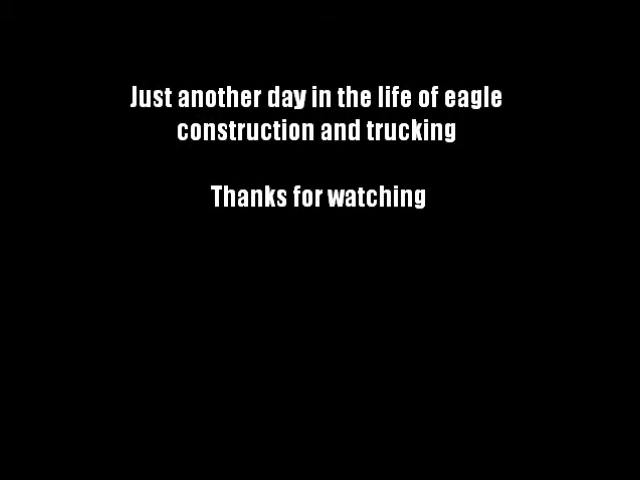 Just another day in the life of eagle
construction and trucking
Thanks for watching